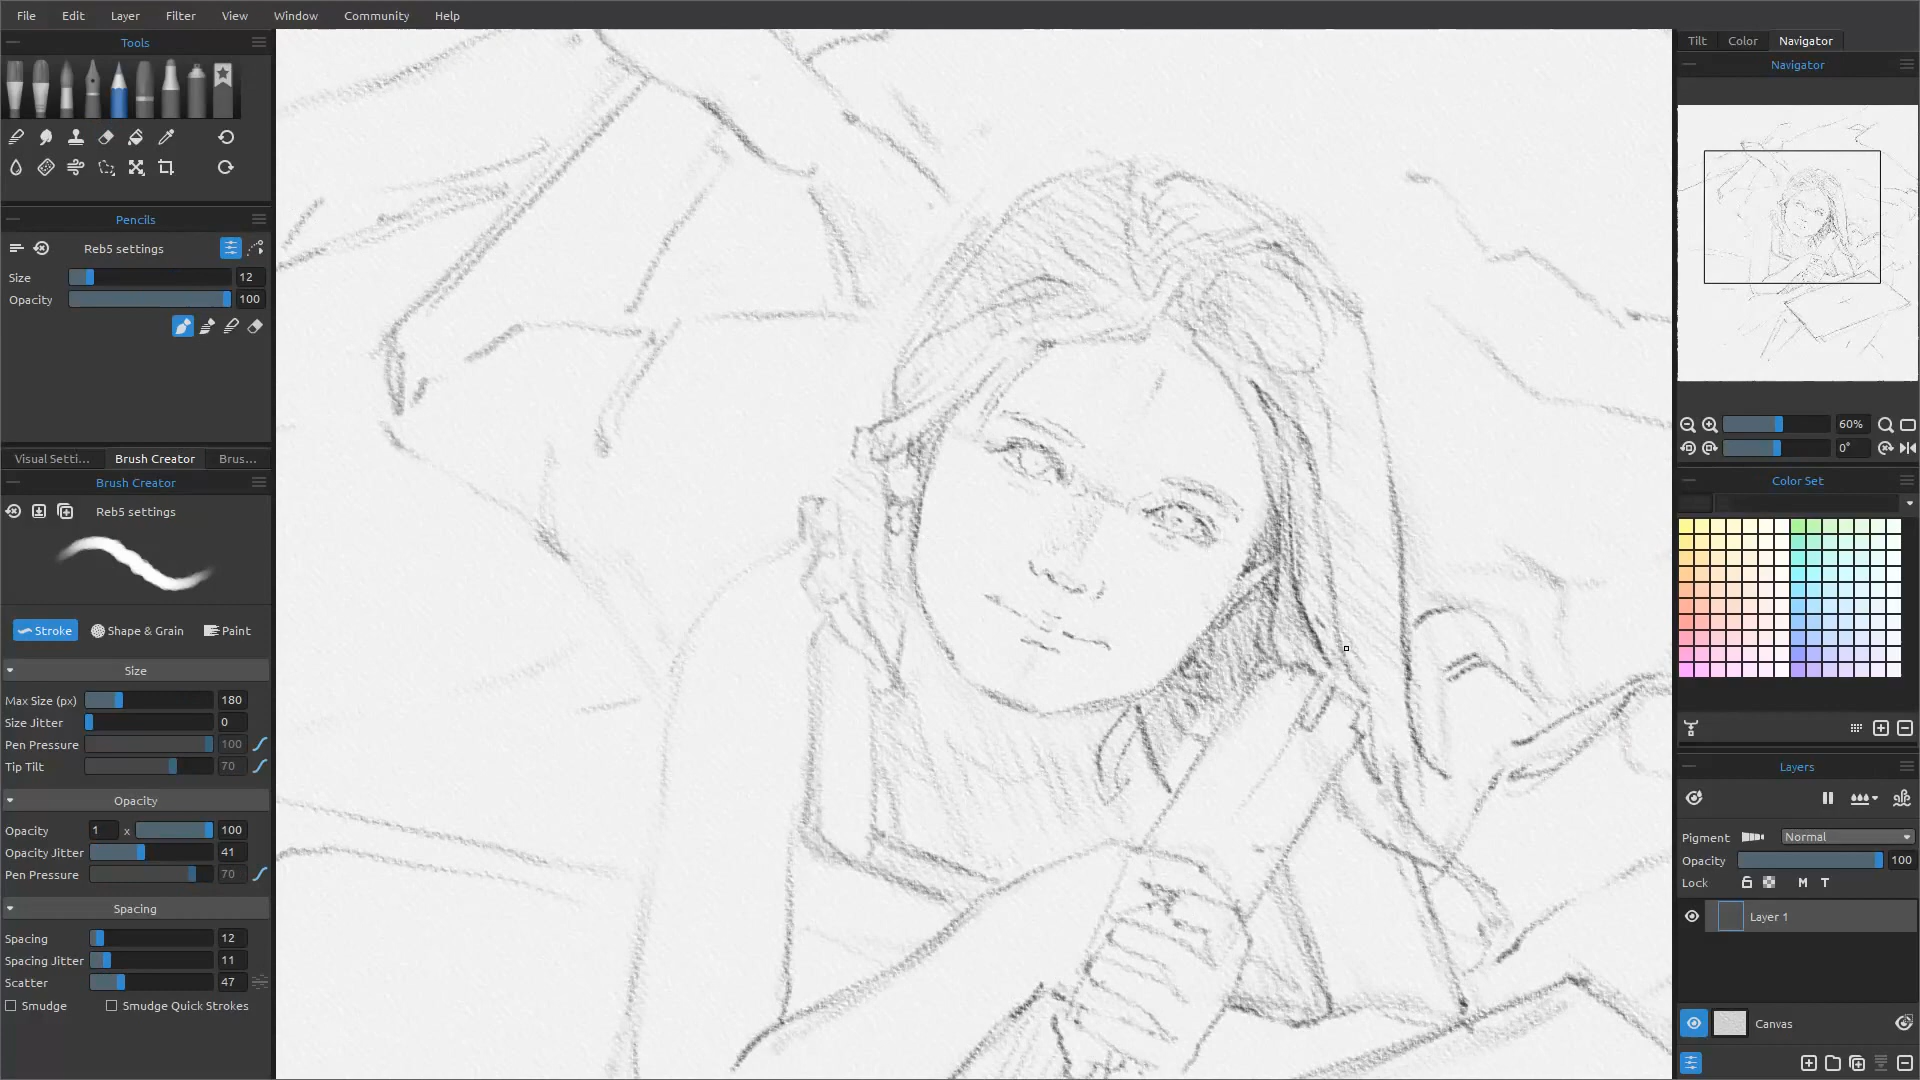 File Edit Layer Filter View Window Community Help
Tools
Pencils
Reb5 settings
Size 12
Opacity 100
Visual Setti... Brush Creator Brus...
Brush Creator
Reb5 settings
Stroke Shape & Grain Paint
Size
Max Size (px) 180
Size Jitter 0
Pen Pressure 100
Tip Tilt 70
Opacity
Opacity 1 x 100
Opacity Jitter 41
Pen Pressure 70
Spacing
Spacing 12
Spacing Jitter 11
Scatter 47
Smudge Smudge Quick Strokes
Tilt Color Navigator
Navigator
60%
0°
Color Set
Layers
Pigment Normal
Opacity 100
Lock M T
Layer 1
Canvas